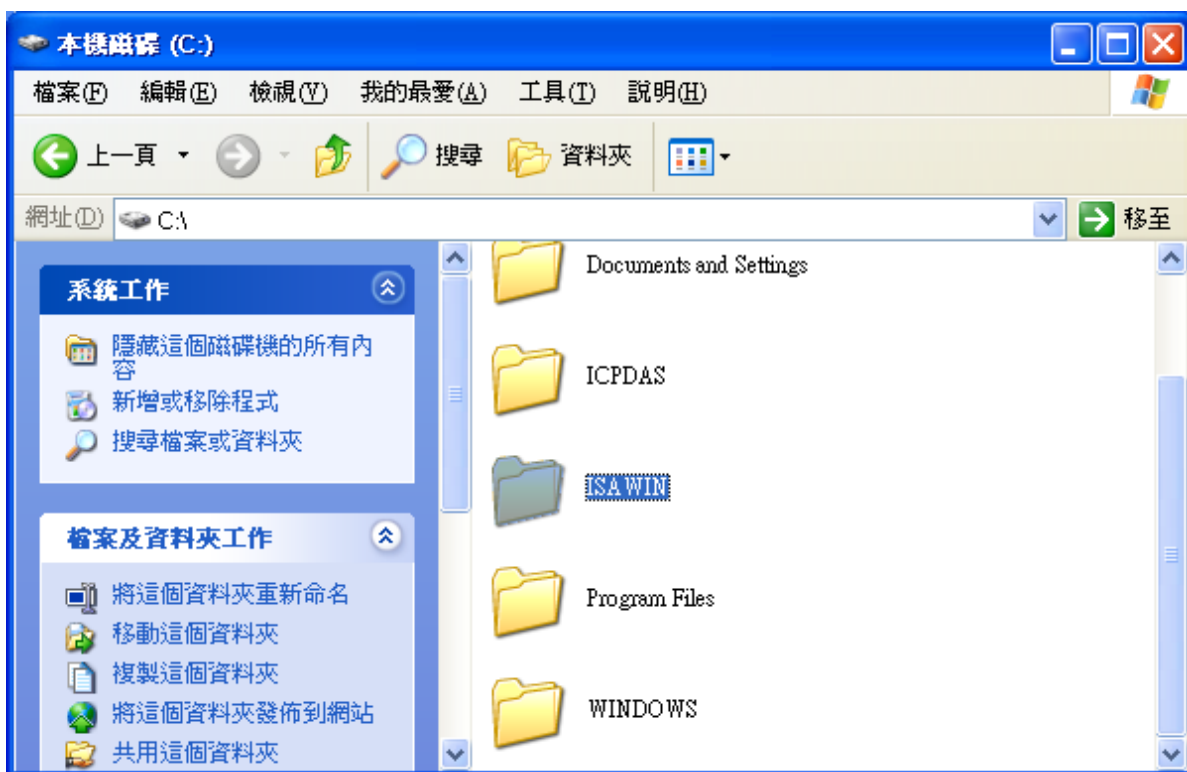 本機磁碟 (C:)
檔案(F) 編輯(E) 檢視(V) 我的最愛(A) 工具(T) 說明(H)
上一頁 搜尋 資料夾
網址(D) C:\ 移至
系統工作
隱藏這個磁碟機的所有內
容
新增或移除程式
搜尋檔案或資料夾
檔案及資料夾工作
將這個資料夾重新命名
移動這個資料夾
複製這個資料夾
將這個資料夾發佈到網站
共用這個資料夾
Documents and Settings
ICPDAS
ISAWIN
Program Files
WINDOWS